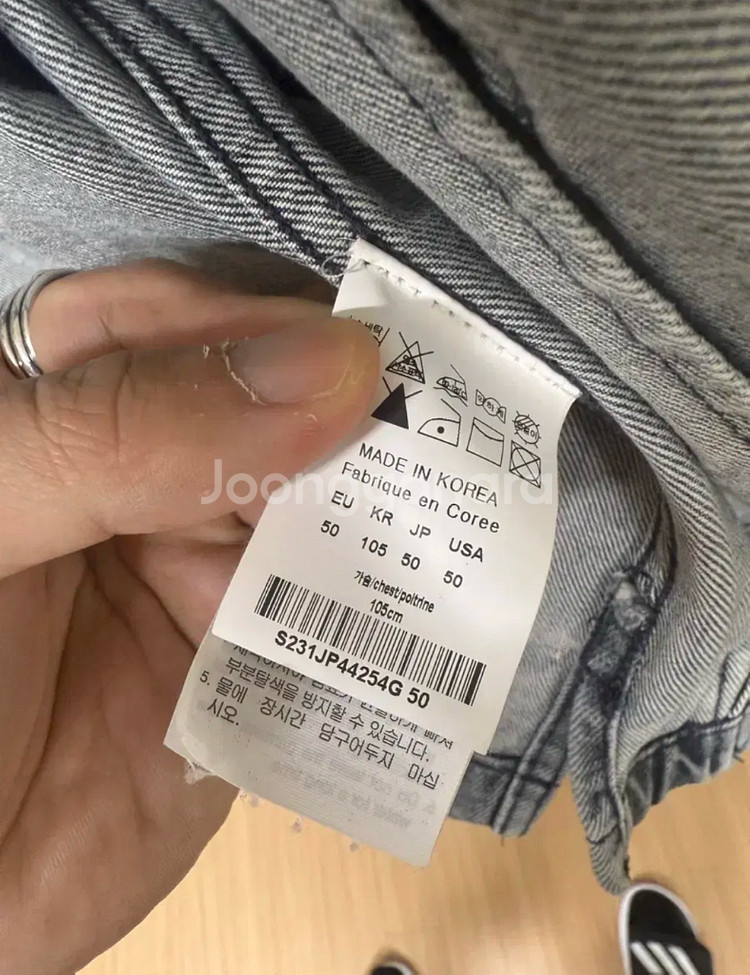 MADE IN KOREA
Fabrique en Coree
EU KR JP USA
50 105 50 50
가슴/chest/poitrine
105cm
S231JP44254G 50
부분탈색을 방지할 수 있습니다.
5. 물에 장시간 담구어두지 마십
시오.